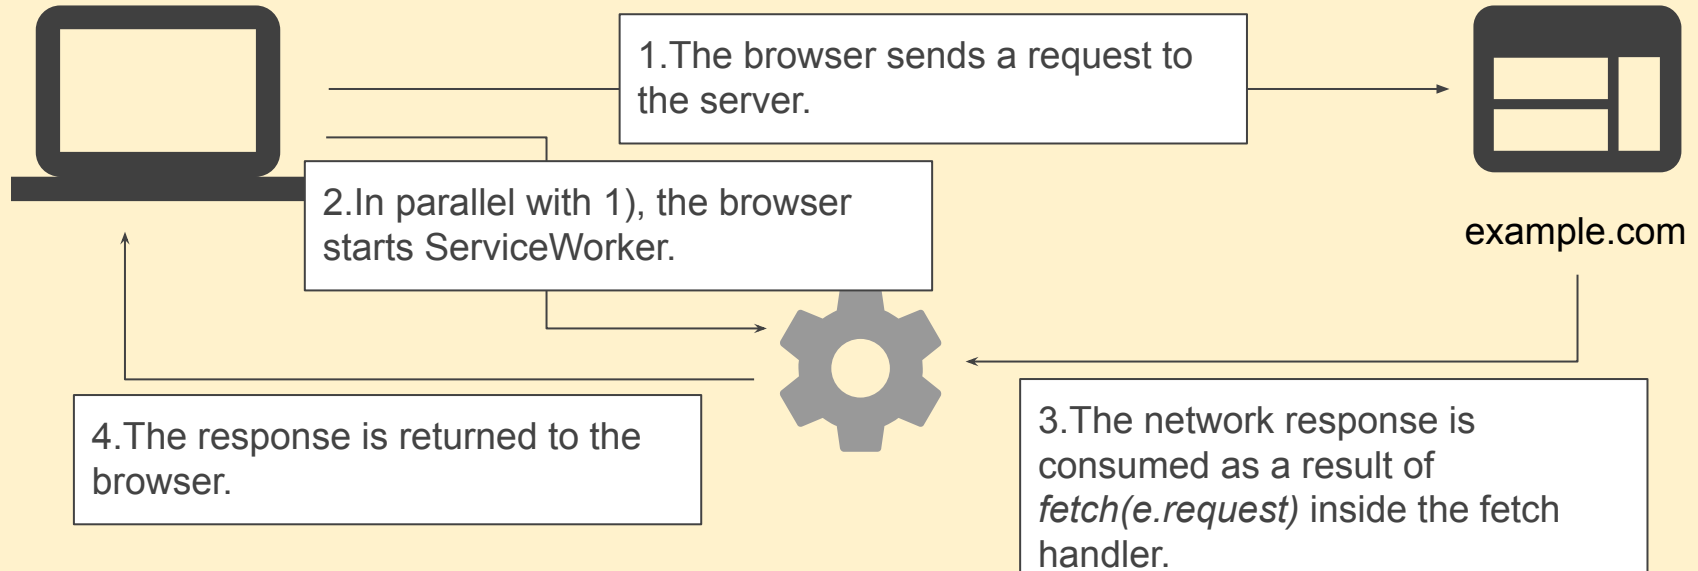 1.The browser sends a request to
the server.
2.In parallel with 1), the browser
starts ServiceWorker.
example.com
4.The response is returned to the
browser.
3.The network response is
consumed as a result of
fetch(e.request) inside the fetch
handler.